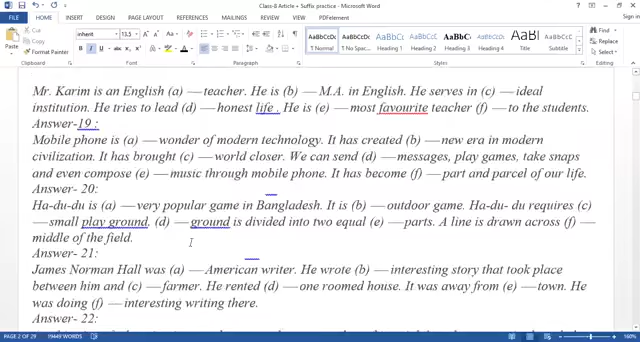 Class-8 Article + Suffix practice - Microsoft Word
FILE HOME INSERT DESIGN PAGE LAYOUT REFERENCES MAILINGS REVIEW VIEW PDFelement
Paste
Cut
Copy
Format Painter
Clipboard
inherit 13.5
Font
Paragraph
AaBbCcDc AaBbCcDc AaBbC AaBbCc AaBbC AaBbCc AaBl AaBbCcl
¶ Normal ¶ No Spac... Heading 1 Heading 2 Heading 3 Heading 4 Title Subtitle
Styles
Find
Replace
Select
Editing
Mr. Karim is an English (a) — teacher. He is (b) — M.A. in English. He serves in (c) — ideal
institution. He tries to lead (d) — honest life . He is (e) — most favourite teacher (f) — to the students.
Answer-19 :
Mobile phone is (a) — wonder of modern technology. It has created (b) — new era in modern
civilization. It has brought (c) — world closer. We can send (d) — messages, play games, take snaps
and even compose (e) — music through mobile phone. It has become (f) — part and parcel of our life.
Answer- 20:
Ha-du-du is (a) — very popular game in Bangladesh. It is (b) — outdoor game. Ha-du- du requires (c)
— small play ground. (d) — ground is divided into two equal (e) — parts. A line is drawn across (f) —
middle of the field.
Answer- 21:
James Norman Hall was (a) — American writer. He wrote (b) — interesting story that took place
between him and (c) — farmer. He rented (d) — one roomed house. It was away from (e) — town. He
was doing (f) — interesting writing there.
Answer- 22:
PAGE 2 OF 29 19449 WORDS 160%